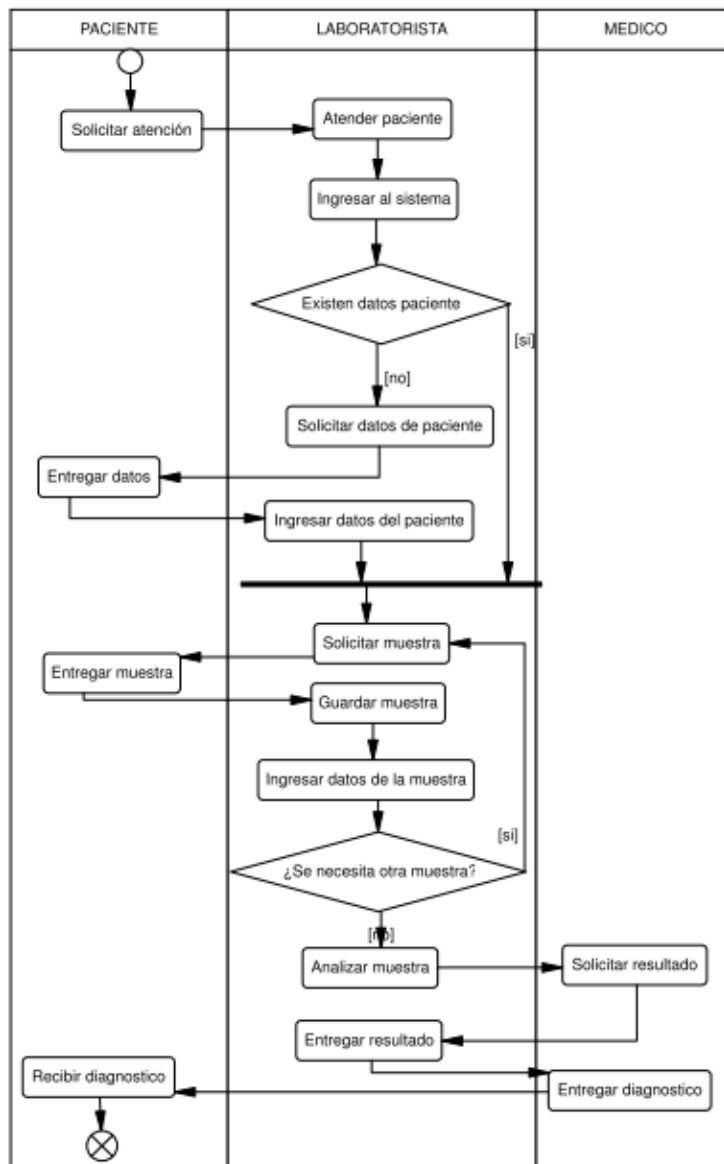 PACIENTE
LABORATORISTA
MEDICO
Solicitar atención
Atender paciente
Ingresar al sistema
Existen datos paciente
[si]
[no]
Solicitar datos de paciente
Entregar datos
Ingresar datos del paciente
Solicitar muestra
Entregar muestra
Guardar muestra
Ingresar datos de la muestra
[si]
¿Se necesita otra muestra?
[no]
Analizar muestra
Solicitar resultado
Entregar resultado
Recibir diagnostico
Entregar diagnostico